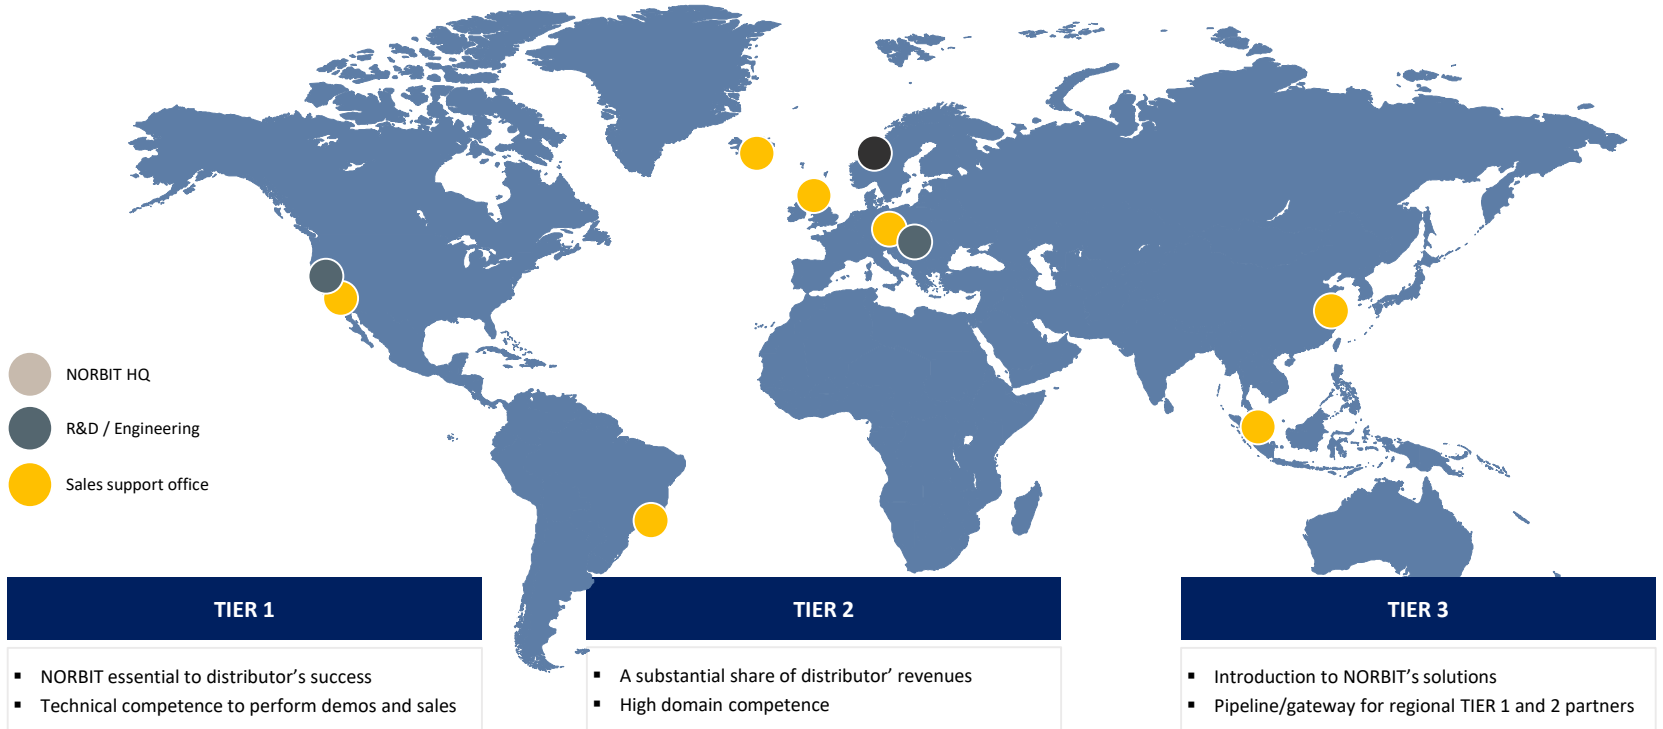 NORBIT HQ
R&D / Engineering
Sales support office
TIER 1
▪ NORBIT essential to distributor’s success
▪ Technical competence to perform demos and sales
TIER 2
▪ A substantial share of distributor’ revenues
▪ High domain competence
TIER 3
▪ Introduction to NORBIT’s solutions
▪ Pipeline/gateway for regional TIER 1 and 2 partners